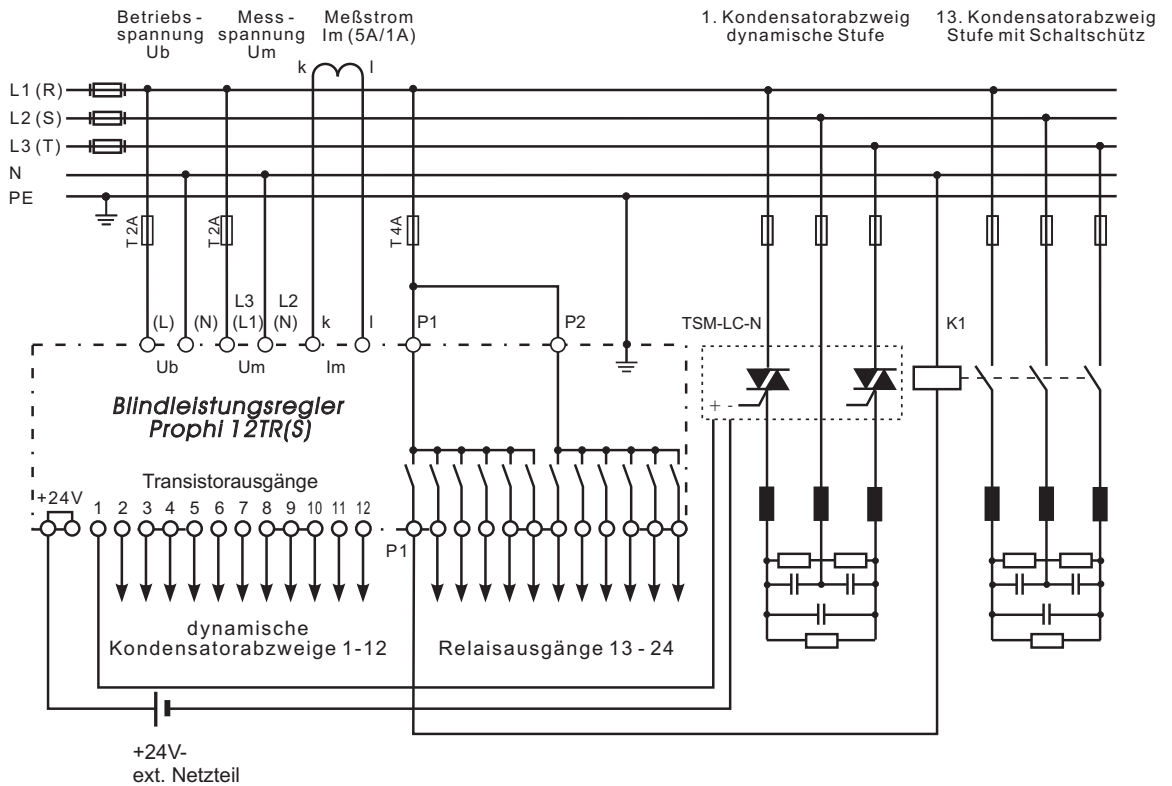 Betriebs-
spannung
Ub
Mess-
spannung
Um
Meßstrom
Im (5A/1A)
1. Kondensatorabzweig
dynamische Stufe
13. Kondensatorabzweig
Stufe mit Schaltschütz
k
l
L1 (R)
L2 (S)
L3 (T)
N
PE
T 2A
T 2A
T 4A
(L)
(N)
L3
(L1)
L2
(N)
k
l
P1
P2
TSM-LC-N
K1
Ub
Um
Im
+ -
Blindleistungsregler
Prophi 12TR(S)
Transistorausgänge
+24V
1 2 3 4 5 6 7 8 9 10 11 12
P1
dynamische
Kondensatorabzweige 1-12
Relaisausgänge 13 - 24
+24V-
ext. Netzteil